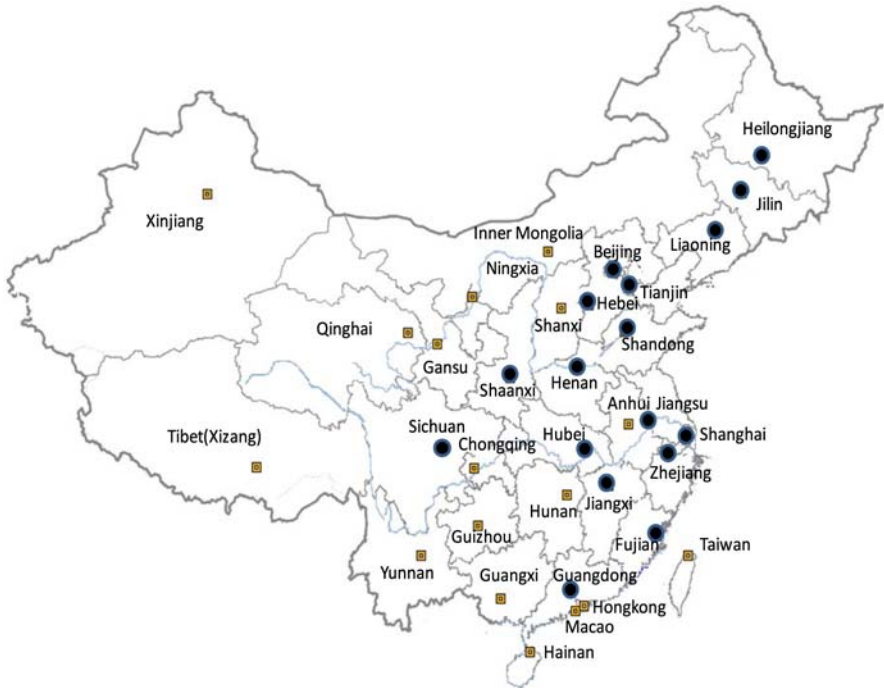 Heilongjiang
Jilin
Xinjiang
Liaoning
Inner Mongolia
Beijing
Ningxia
Tianjin
Hebei
Qinghai
Shanxi
Shandong
Gansu
Shaanxi
Henan
Anhui Jiangsu
Sichuan
Tibet(Xizang)
Chongqing
Hubei
Shanghai
Zhejiang
Hunan
Jiangxi
Guizhou
Fujian
Taiwan
Yunnan
Guangxi
Guangdong
Hongkong
Macao
Hainan